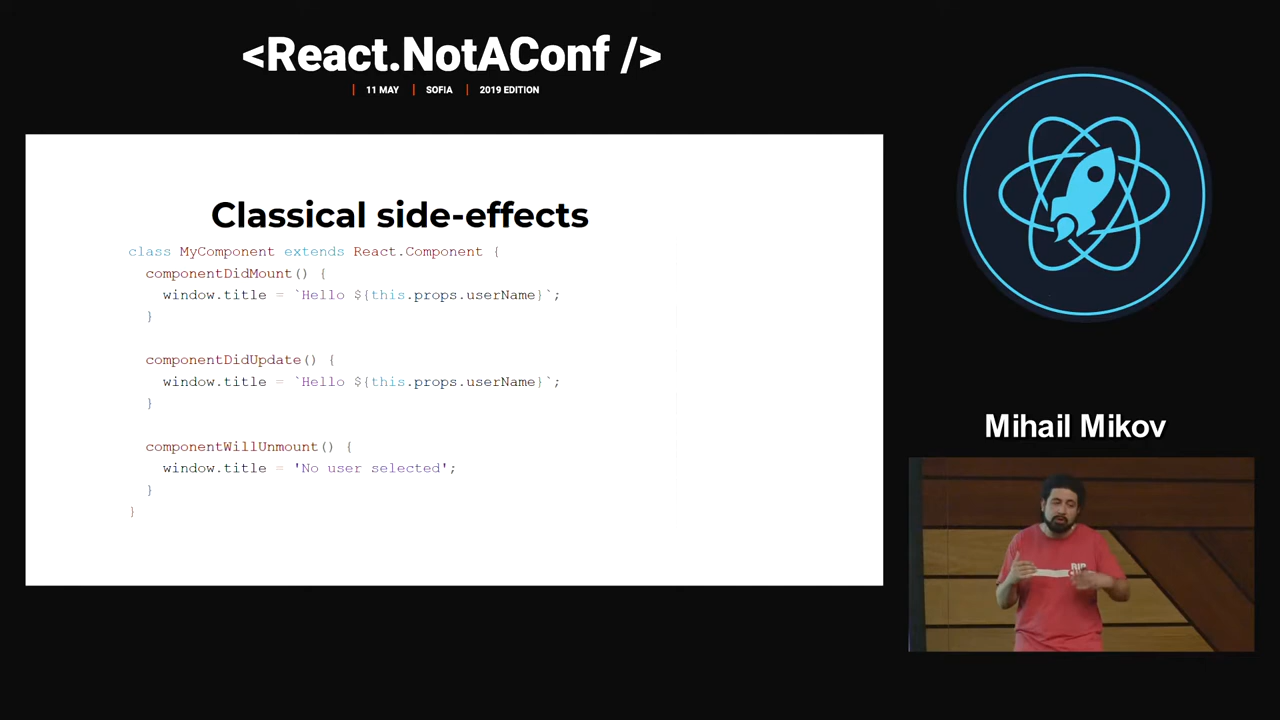 <React.NotAConf />
| 11 MAY | SOFIA | 2019 EDITION
Classical side-effects
class MyComponent extends React.Component {
componentDidMount() {
window.title = `Hello ${this.props.userName}`;
}
componentDidUpdate() {
window.title = `Hello ${this.props.userName}`;
}
componentWillUnmount() {
window.title = 'No user selected';
}
}
Mihail Mikov